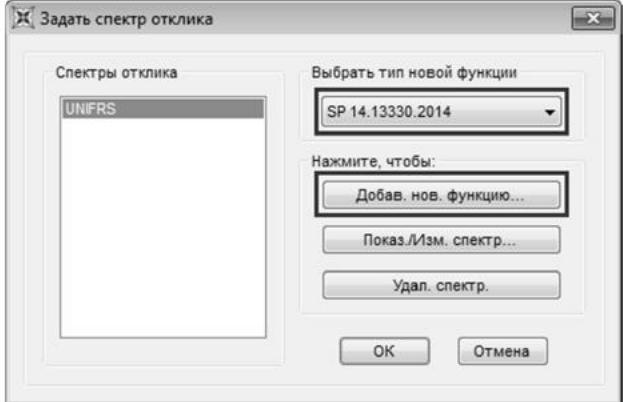 Задать спектр отклика
Спектры отклика
UNIFRS
Выбрать тип новой функции
SP 14.13330.2014
Нажмите, чтобы:
Добав. нов. функцию...
Показ./Изм. спектр...
Удал. спектр.
OK
Отмена